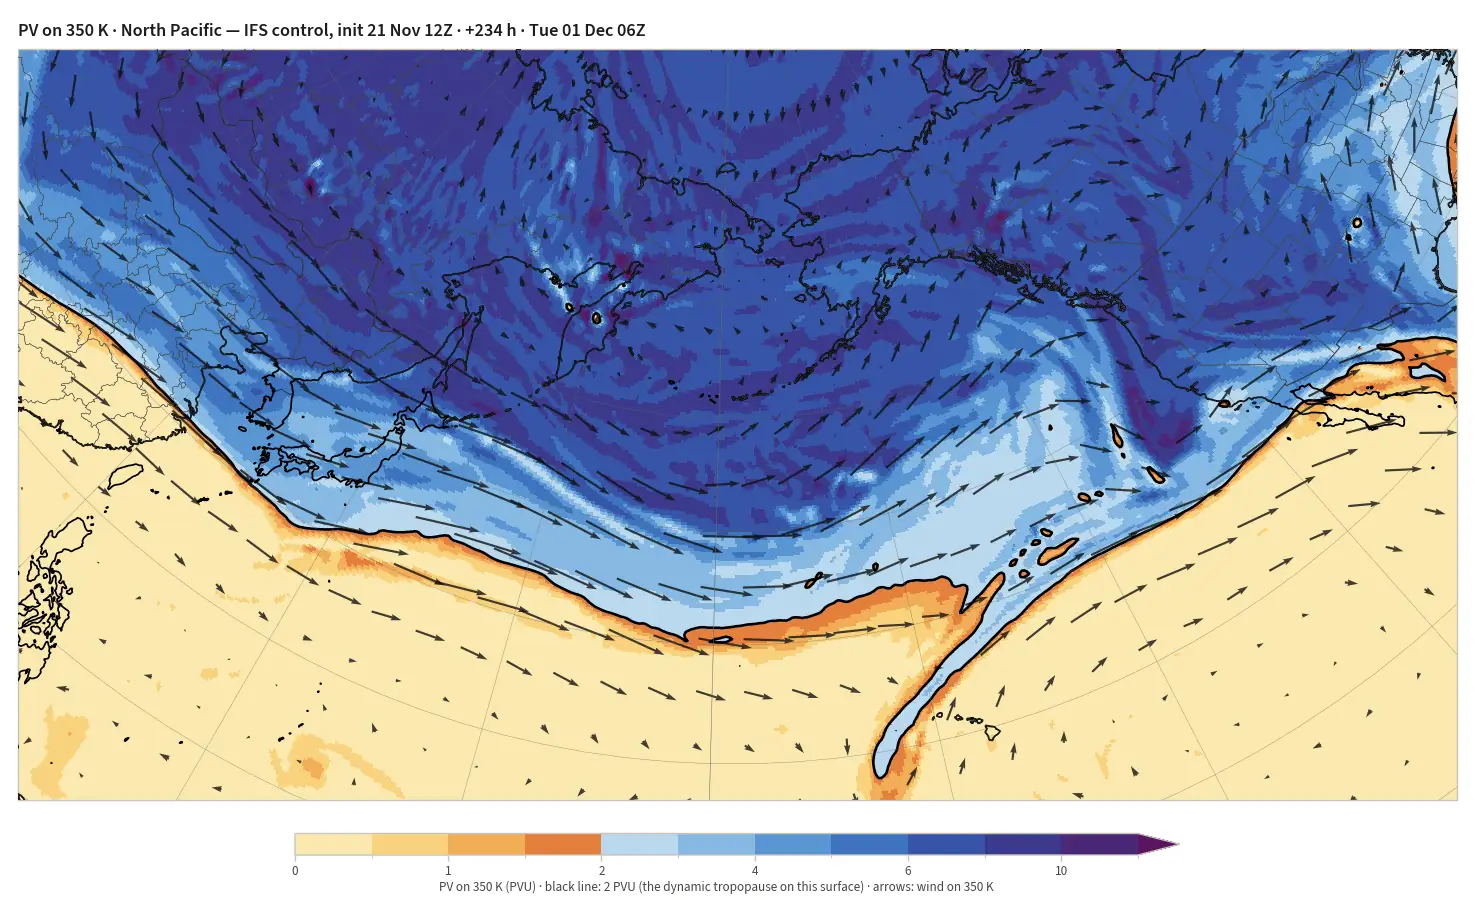 PV on 350 K · North Pacific — IFS control, init 21 Nov 12Z · +234 h · Tue 01 Dec 06Z
0 1 2 4 6 10
PV on 350 K (PVU) · black line: 2 PVU (the dynamic tropopause on this surface) · arrows: wind on 350 K